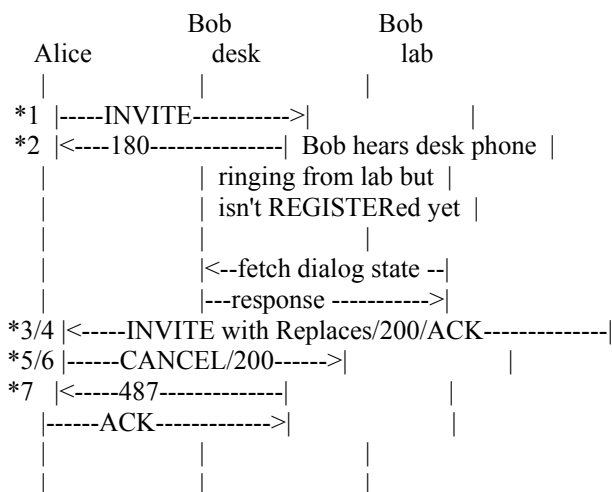 Bob                 Bob
 Alice            desk                lab
  |                |                   |
*1 |-----INVITE----------->|                   |
*2 |<----180---------------| Bob hears desk phone |
  |                | ringing from lab but |
  |                | isn't REGISTERed yet |
  |                |                   |
  |                |<--fetch dialog state --|
  |                |---response ----------->|
*3/4 |<-----INVITE with Replaces/200/ACK--------------|
*5/6 |------CANCEL/200------>|                   |
*7 |<-----487--------------|                   |
  |------ACK------------->|                   |
  |                |                   |
  |                |                   |